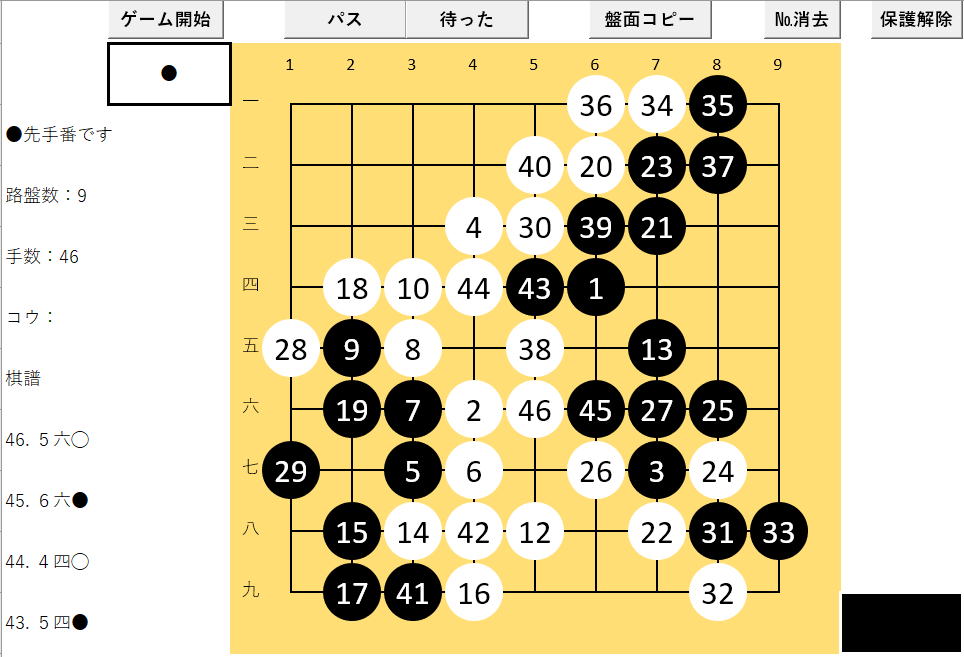 ゲーム開始 パス 待った 盤面コピー №消去 保護解除
●
1 2 3 4 5 6 7 8 9
一 36 34 35
●先手番です
二 40 20 23 37
路盤数：9
三 4 30 39 21
手数：46
四 18 10 44 43 1
コウ：
五 28 9 8 38 13
棋譜
六 19 7 2 46 45 27 25
46. 5六○
七 29 5 6 26 3 24
45. 6六●
八 15 14 42 12 22 31 33
44. 4四○
九 17 41 16 32
43. 5四●